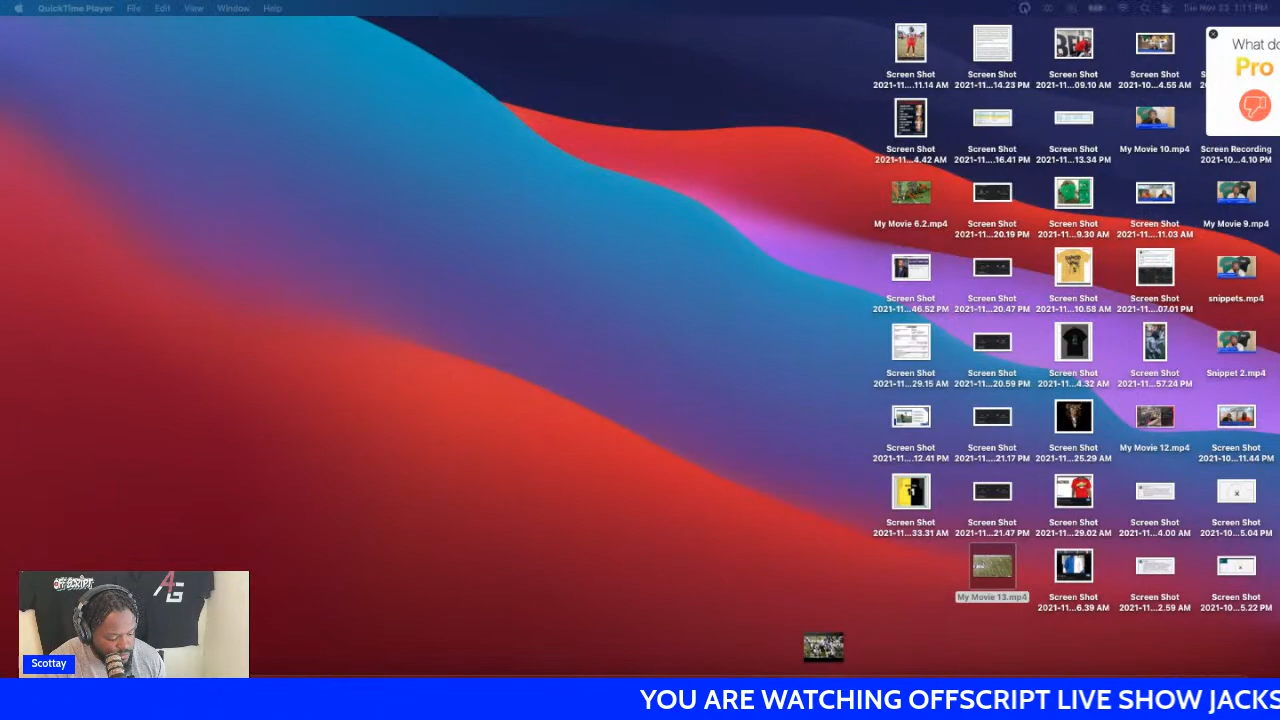 QuickTime Player File Edit View Window Help
Tue Nov 23 1:11 PM
Screen Shot Screen Shot Screen Shot Screen Shot
2021-11....11.14 AM 2021-11....14.23 PM 2021-11...09.10 AM 2021-10...4.55 AM
What do
Pro
Screen Shot Screen Shot Screen Shot My Movie 10.mp4 Screen Recording
2021-11...4.42 AM 2021-11....16.41 PM 2021-11...13.34 PM 2021-10...4.10 PM
My Movie 6.2.mp4 Screen Shot Screen Shot Screen Shot My Movie 9.mp4
2021-11...20.19 PM 2021-11...9.30 AM 2021-11...11.03 AM
Screen Shot Screen Shot Screen Shot Screen Shot snippets.mp4
2021-11...46.52 PM 2021-11...20.47 PM 2021-11...10.58 AM 2021-11...07.01 PM
Screen Shot Screen Shot Screen Shot Screen Shot Snippet 2.mp4
2021-11...29.15 AM 2021-11...20.59 PM 2021-11...4.32 AM 2021-11...57.24 PM
Screen Shot Screen Shot Screen Shot My Movie 12.mp4 Screen Shot
2021-11....12.41 PM 2021-11....21.17 PM 2021-11...25.29 AM 2021-10...11.44 PM
Screen Shot Screen Shot Screen Shot Screen Shot Screen Shot
2021-11...33.31 AM 2021-11...21.47 PM 2021-11...29.02 AM 2021-11...4.00 AM 2021-10...5.04 PM
My Movie 13.mp4 Screen Shot Screen Shot Screen Shot
2021-11...6.39 AM 2021-11...2.59 AM 2021-10...5.22 PM
OFFSCRIPT
AG
Scottay
YOU ARE WATCHING OFFSCRIPT LIVE SHOW JACKS